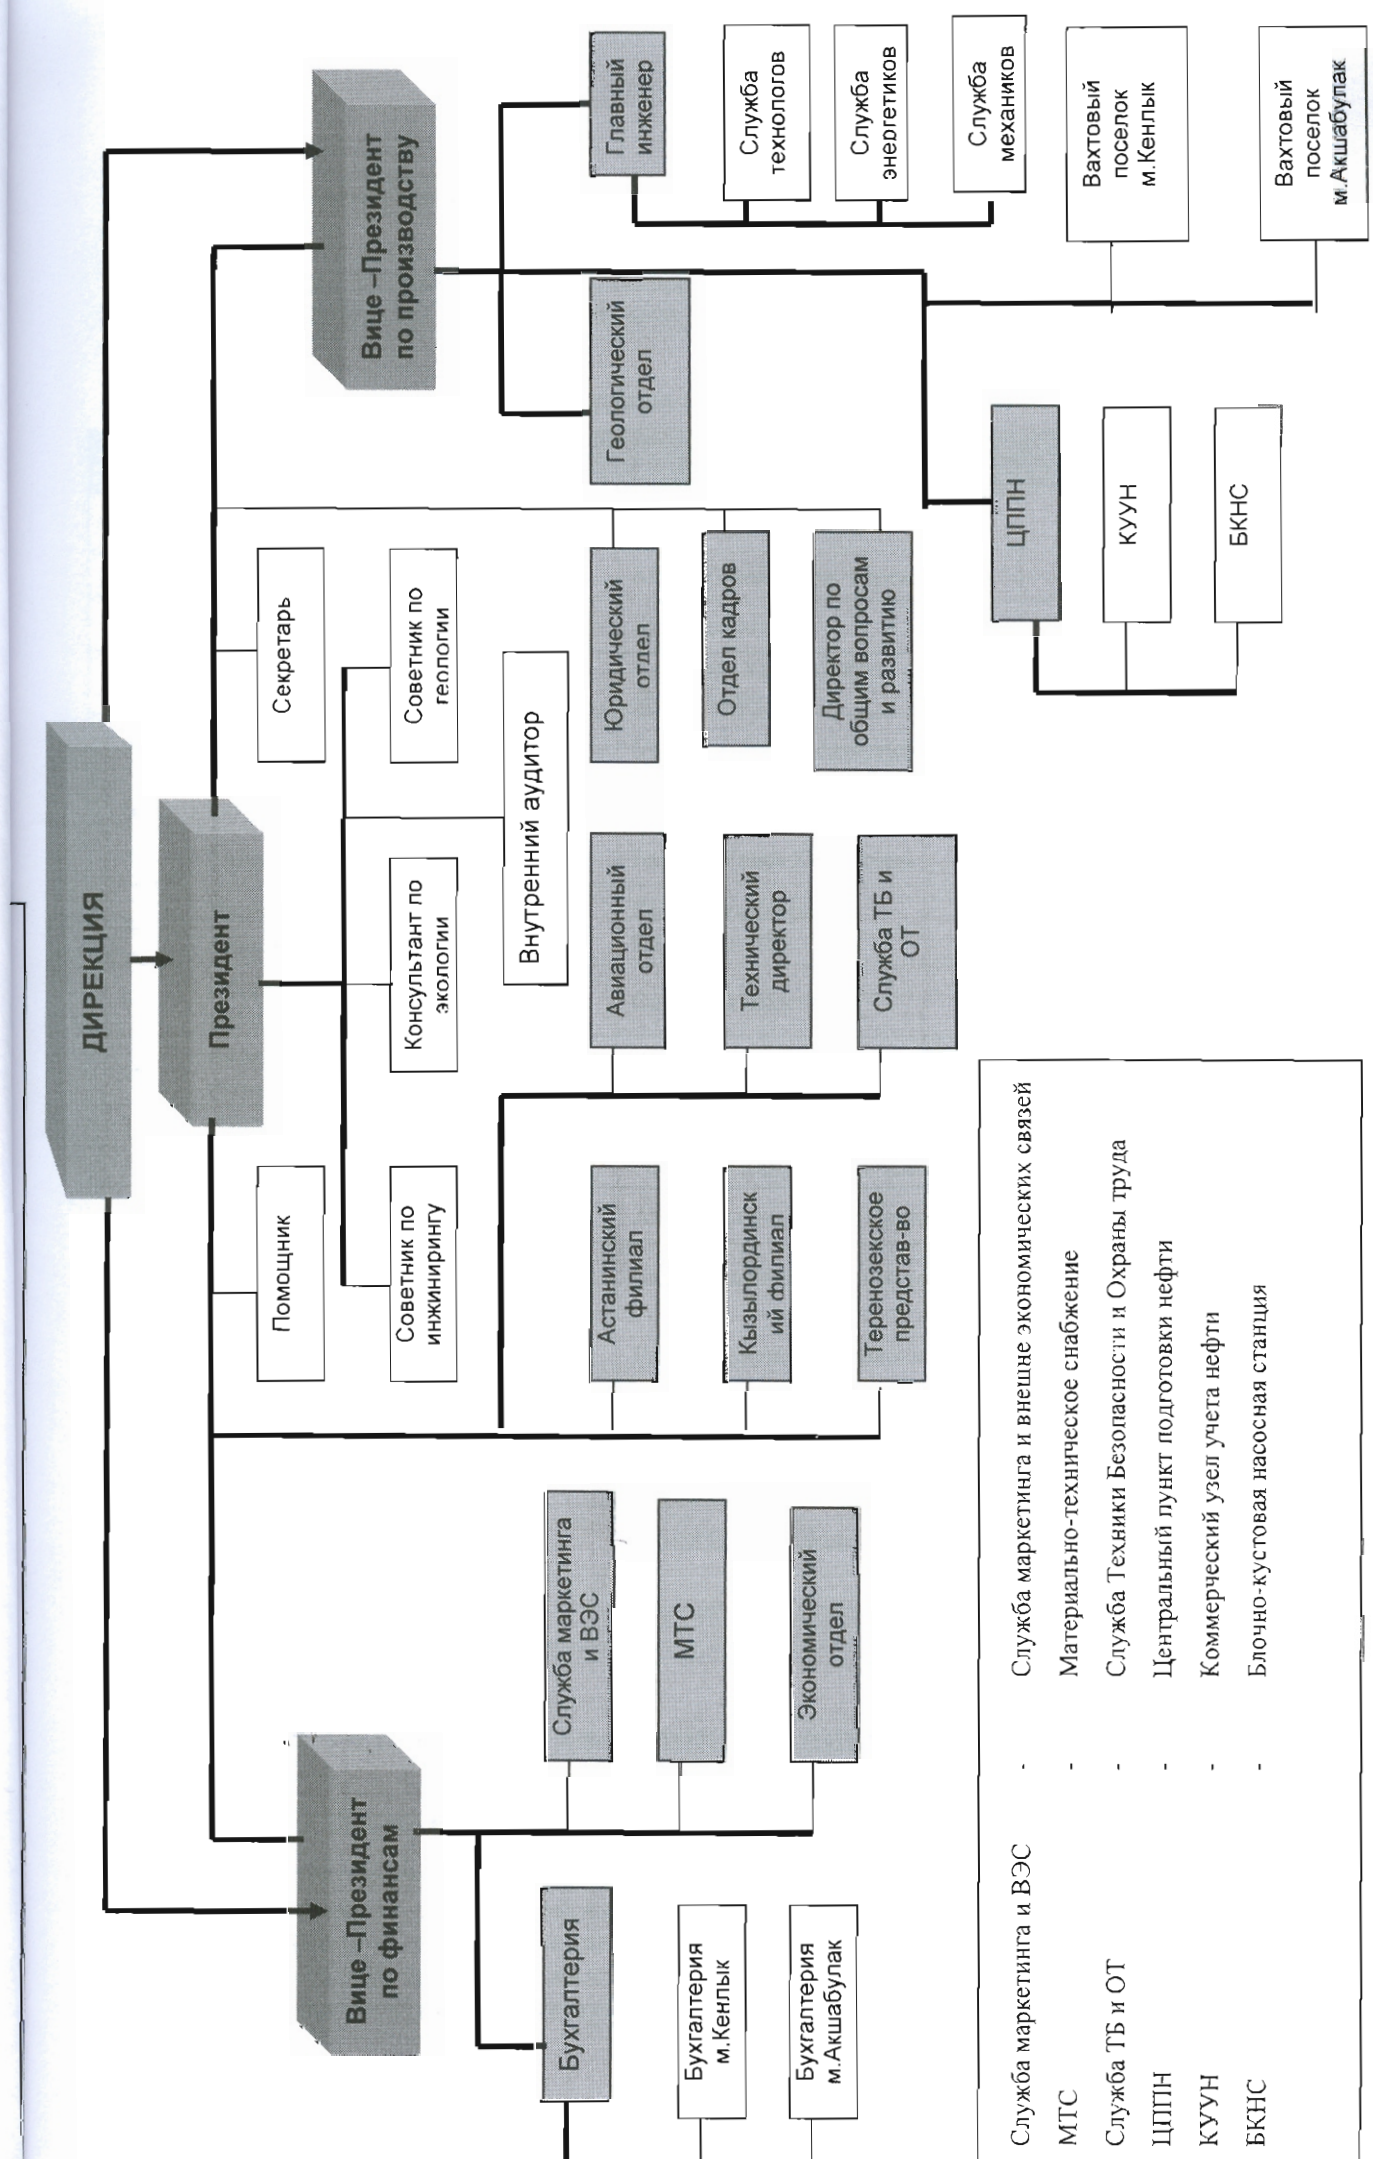 ДИРЕКЦИЯ
Президент
Вице –Президент
по финансам
Вице –Президент
по производству
Помощник
Секретарь
Советник по
инжинирингу
Консультант по
экологии
Советник по
геологии
Внутренний аудитор
Бухгалтерия
Бухгалтерия
м.Кенлык
Бухгалтерия
м.Акшабулак
Служба маркетинга
и ВЭС
МТС
Экономический
отдел
Астанинский
филиал
Кызылординск
ий филиал
Теренозекское
представ-во
Авиационный
отдел
Технический
директор
Служба ТБ и
ОТ
Юридический
отдел
Отдел кадров
Директор по
общим вопросам
и развитию
Геологический
отдел
Главный
инженер
Служба
технологов
Служба
энергетиков
Служба
механиков
Вахтовый
поселок
м.Кенлык
Вахтовый
поселок
м.Акшабулак
ЦППН
КУУН
БКНС
Служба маркетинга и ВЭС - Служба маркетинга и внешне экономических связей
МТС - Материально-техническое снабжение
Служба ТБ и ОТ - Служба Техники Безопасности и Охраны труда
ЦППН - Центральный пункт подготовки нефти
КУУН - Коммерческий узел учета нефти
БКНС - Блочно-кустовая насосная станция